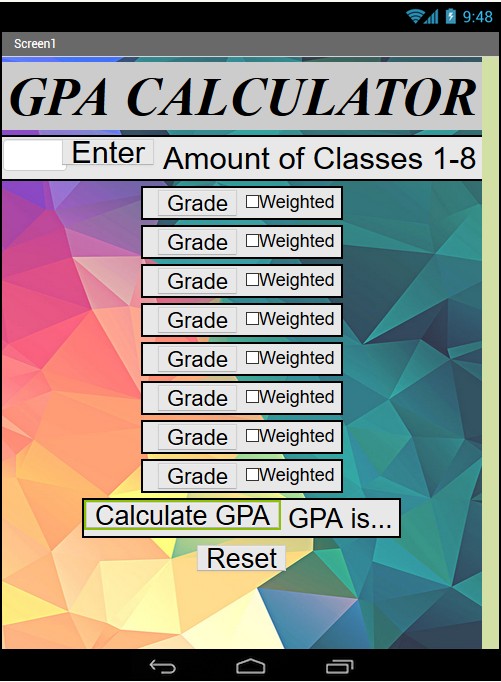 9:48
Screen1
GPA CALCULATOR
Enter Amount of Classes 1-8
Grade Weighted
Grade Weighted
Grade Weighted
Grade Weighted
Grade Weighted
Grade Weighted
Grade Weighted
Grade Weighted
Calculate GPA GPA is...
Reset